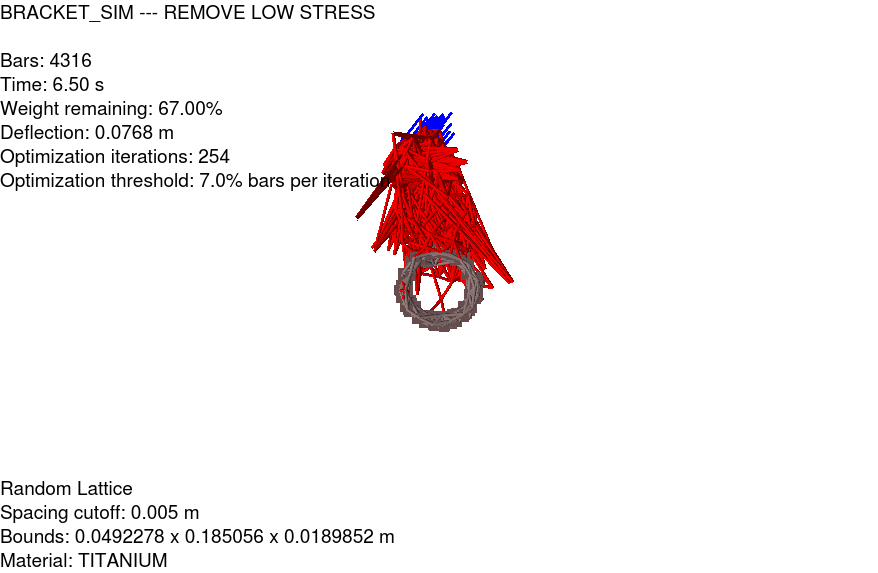 BRACKET_SIM --- REMOVE LOW STRESS
Bars: 4316
Time: 6.50 s
Weight remaining: 67.00%
Deflection: 0.0768 m
Optimization iterations: 254
Optimization threshold: 7.0% bars per iteration
Random Lattice
Spacing cutoff: 0.005 m
Bounds: 0.0492278 x 0.185056 x 0.0189852 m
Material: TITANIUM